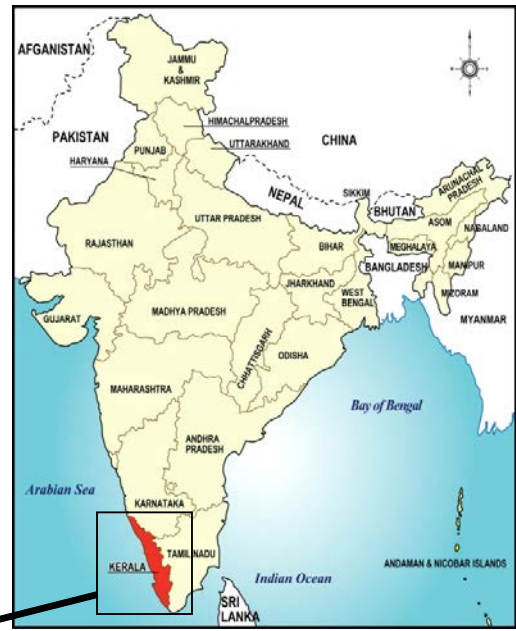 AFGANISTAN
JAMMU
&
KASHMIR
HIMACHALPRADESH
PAKISTAN
PUNJAB
UTTARAKHAND
CHINA
HARYANA
NEPAL
SIKKIM
ARUNACHAL
PRADESH
BHUTAN
UTTAR PRADESH
ASOM
NAGALAND
RAJASTHAN
BIHAR
MEGHALAYA
BANGLADESH
MANIPUR
JHARKHAND
WEST
BENGAL
MIZORAM
GUJARAT
MADHYA PRADESH
MYANMAR
CHHATTISGARH
ODISHA
MAHARASHTRA
Bay of Bengal
ANDHRA
PRADESH
Arabian Sea
KARNATAKA
TAMIL NADU
KERALA
ANDAMAN & NICOBAR ISLANDS
Indian Ocean
SRI
LANKA